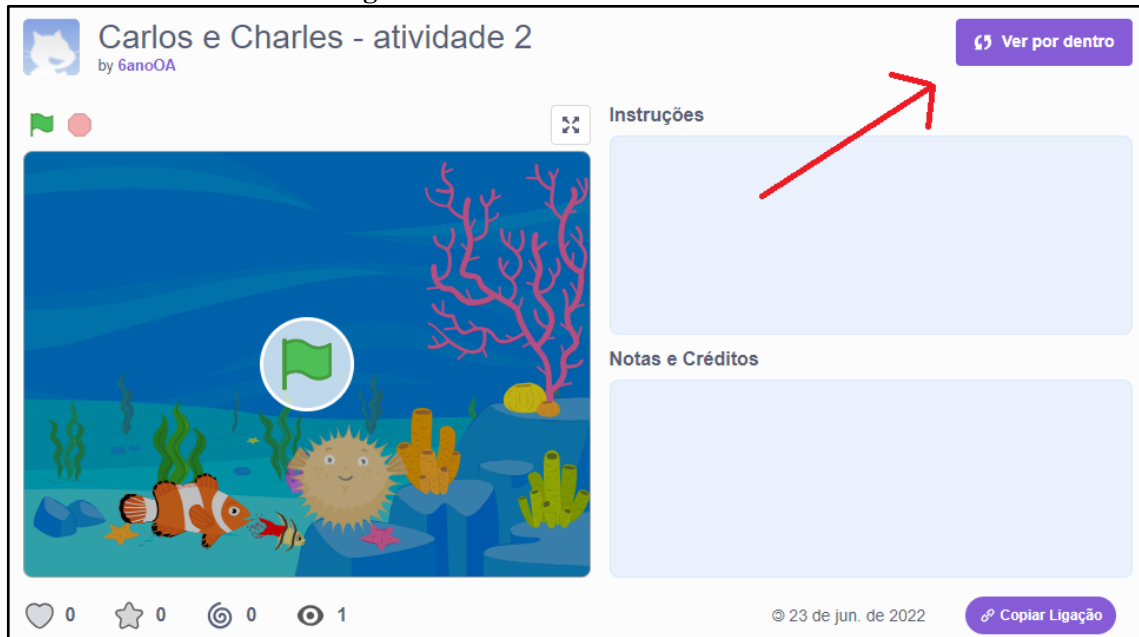 Carlos e Charles - atividade 2
by 6anoOA
Ver por dentro
Instruções
Notas e Créditos
0 0 0 1
© 23 de jun. de 2022
Copiar Ligação